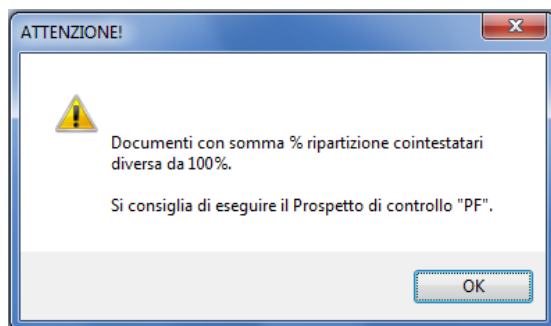 ATTENZIONE!
Documenti con somma % ripartizione cointestatari
diversa da 100%.
Si consiglia di eseguire il Prospetto di controllo "PF".
OK